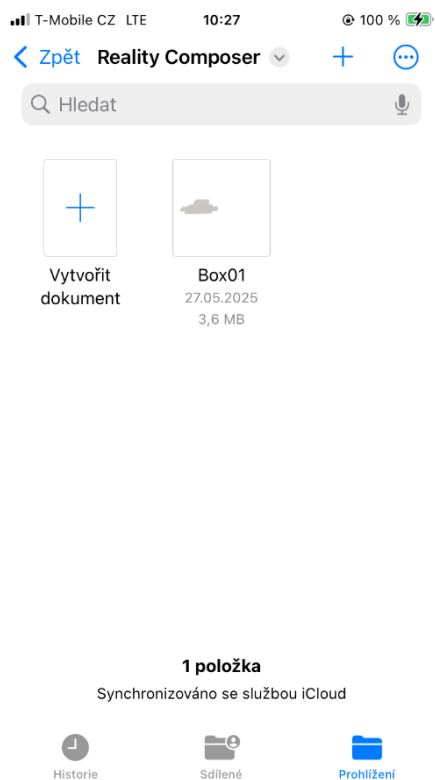 T-Mobile CZ LTE 10:27 100 %
Zpět Reality Composer
Hledat
Vytvořit
dokument
Box01
27.05.2025
3,6 MB
1 položka
Synchronizováno se službou iCloud
Historie Sdílené Prohlížení